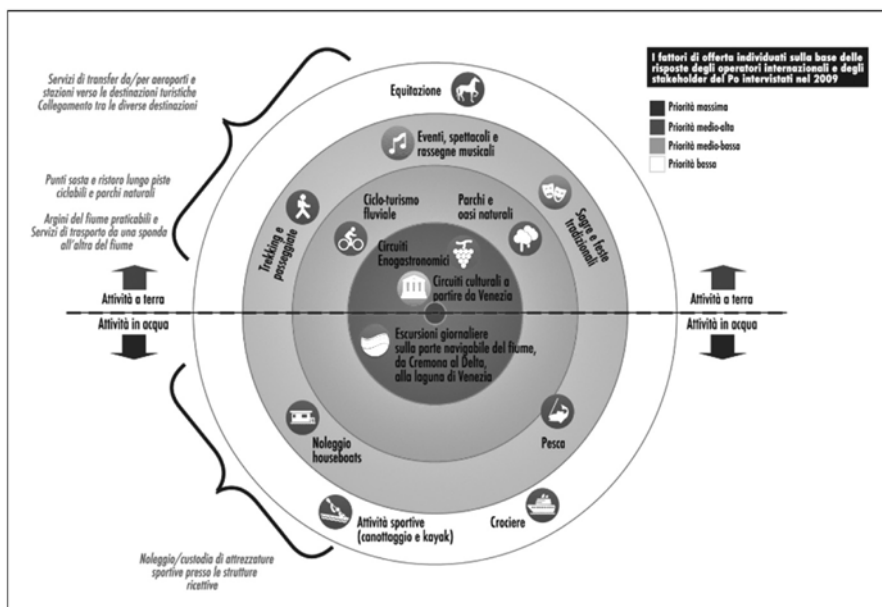 I fattori di offerta individuati sulla base delle
risposte degli operatori internazionali e degli
stakeholder del Po intervistati nel 2009
Priorità massima
Priorità medio-alta
Priorità medio-bassa
Priorità bassa
Servizi di transfer da/per aeroporti e
stazioni verso le destinazioni turistiche
Collegamento tra le diverse destinazioni
Punti sosta e ristoro lungo piste
ciclabili e parchi naturali
Argini del fiume praticabili e
Servizi di trasporto da una sponda
all'altra del fiume
Equitazione
Eventi, spettacoli e
rassegne musicali
Trekking e
passeggiate
Ciclo-turismo
fluviale
Parchi e
oasi naturali
Sagre e feste
tradizionali
Circuiti
Enogastronomici
Circuiti culturali a
partire da Venezia
Attività a terra
Attività in acqua
Attività a terra
Attività in acqua
Escursioni giornaliere
sulla parte navigabile del fiume,
da Cremona al Delta,
alla laguna di Venezia
Noleggio
houseboats
Pesca
Attività sportive
(canottaggio e kayak)
Crociere
Noleggio/custodia di attrezzature
sportive presso le strutture
ricettive